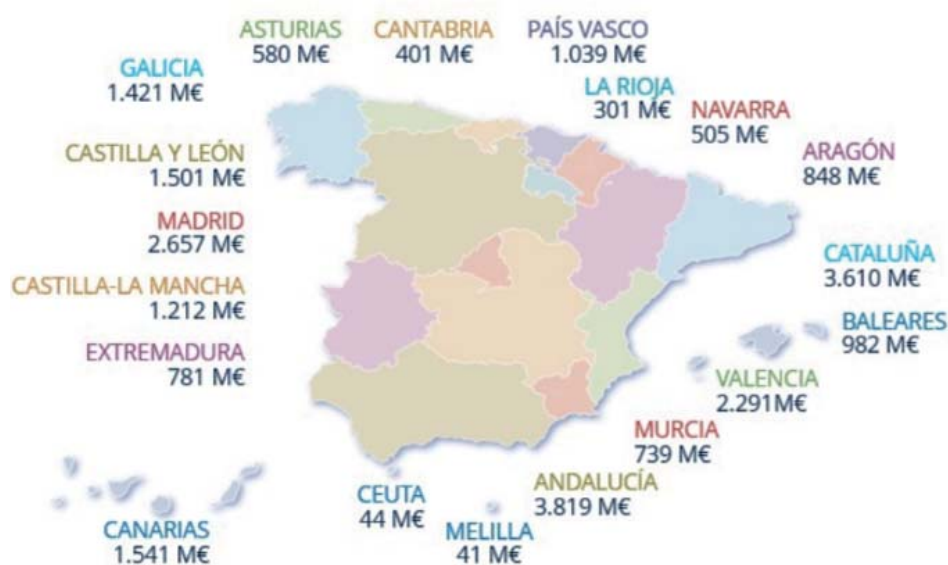 ASTURIAS
580 M€
CANTABRIA
401 M€
PAÍS VASCO
1.039 M€
GALICIA
1.421 M€
LA RIOJA
301 M€
NAVARRA
505 M€
CASTILLA Y LEÓN
1.501 M€
ARAGÓN
848 M€
MADRID
2.657 M€
CATALUÑA
3.610 M€
CASTILLA-LA MANCHA
1.212 M€
BALEARES
982 M€
EXTREMADURA
781 M€
VALENCIA
2.291M€
MURCIA
739 M€
ANDALUCÍA
3.819 M€
CEUTA
44 M€
MELILLA
41 M€
CANARIAS
1.541 M€